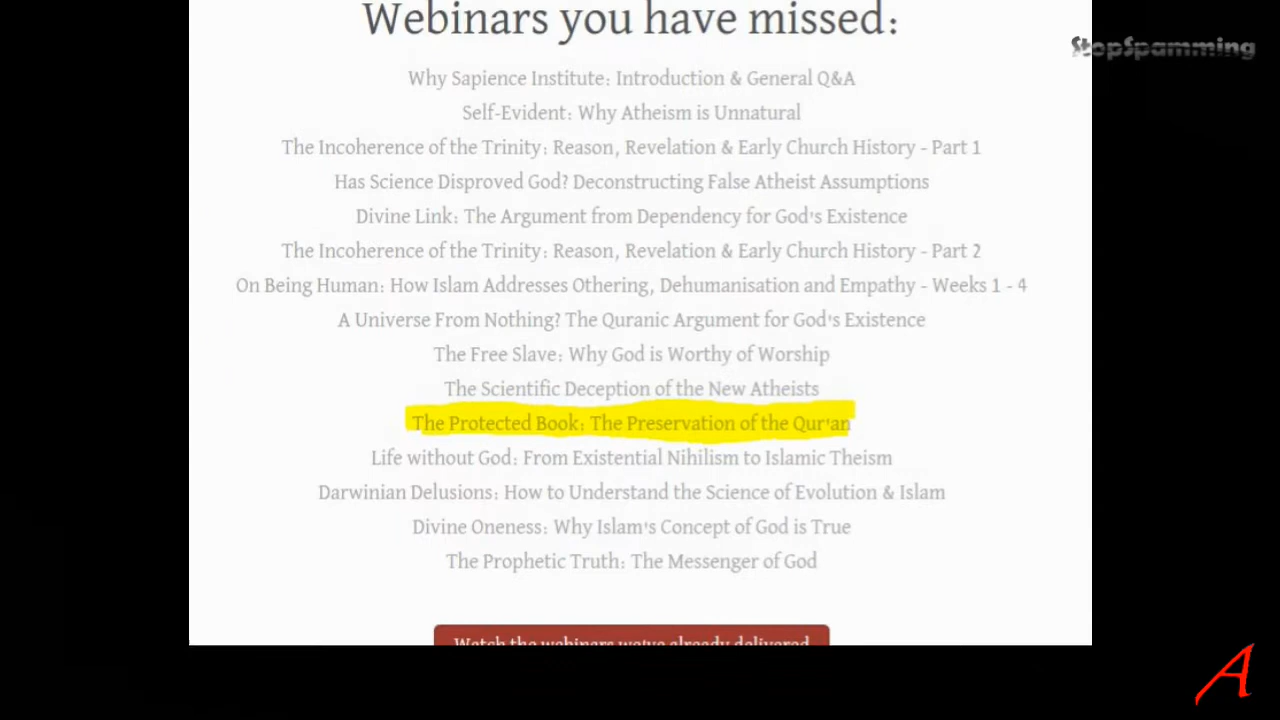 Webinars you have missed:
StopSpamming
Why Sapience Institute: Introduction & General Q&A
Self-Evident: Why Atheism is Unnatural
The Incoherence of the Trinity: Reason, Revelation & Early Church History - Part 1
Has Science Disproved God? Deconstructing False Atheist Assumptions
Divine Link: The Argument from Dependency for God's Existence
The Incoherence of the Trinity: Reason, Revelation & Early Church History - Part 2
On Being Human: How Islam Addresses Othering, Dehumanisation and Empathy - Weeks 1 - 4
A Universe From Nothing? The Quranic Argument for God's Existence
The Free Slave: Why God is Worthy of Worship
The Scientific Deception of the New Atheists
The Protected Book: The Preservation of the Qur'an
Life without God: From Existential Nihilism to Islamic Theism
Darwinian Delusions: How to Understand the Science of Evolution & Islam
Divine Oneness: Why Islam's Concept of God is True
The Prophetic Truth: The Messenger of God
Watch the webinars we've already delivered
A